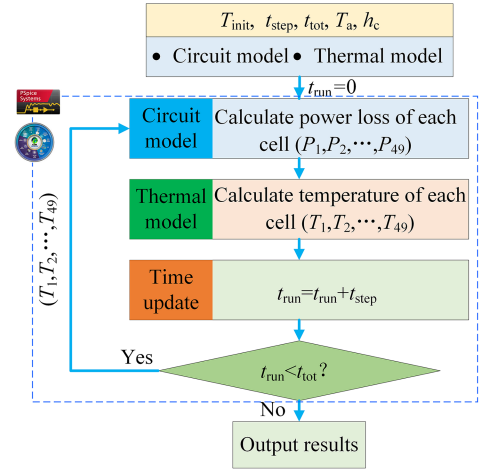 Tinit, tstep, ttot, Ta, hc
• Circuit model • Thermal model
trun=0
PSpice
Systems
Circuit model
Calculate power loss of each
cell (P1,P2,⋯,P49)
Thermal model
Calculate temperature of each
cell (T1,T2,⋯,T49)
Time update
trun=trun+tstep
(T1,T2,⋯,T49)
Yes
trun<ttot?
No
Output results